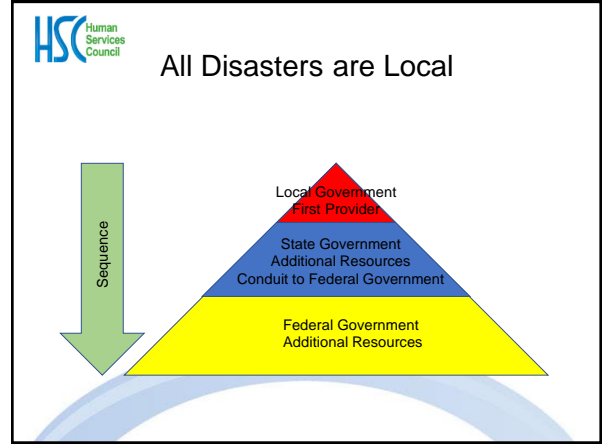 HSC
Human
Services
Council
All Disasters are Local
Sequence
Local Government
First Provider
State Government
Additional Resources
Conduit to Federal Government
Federal Government
Additional Resources